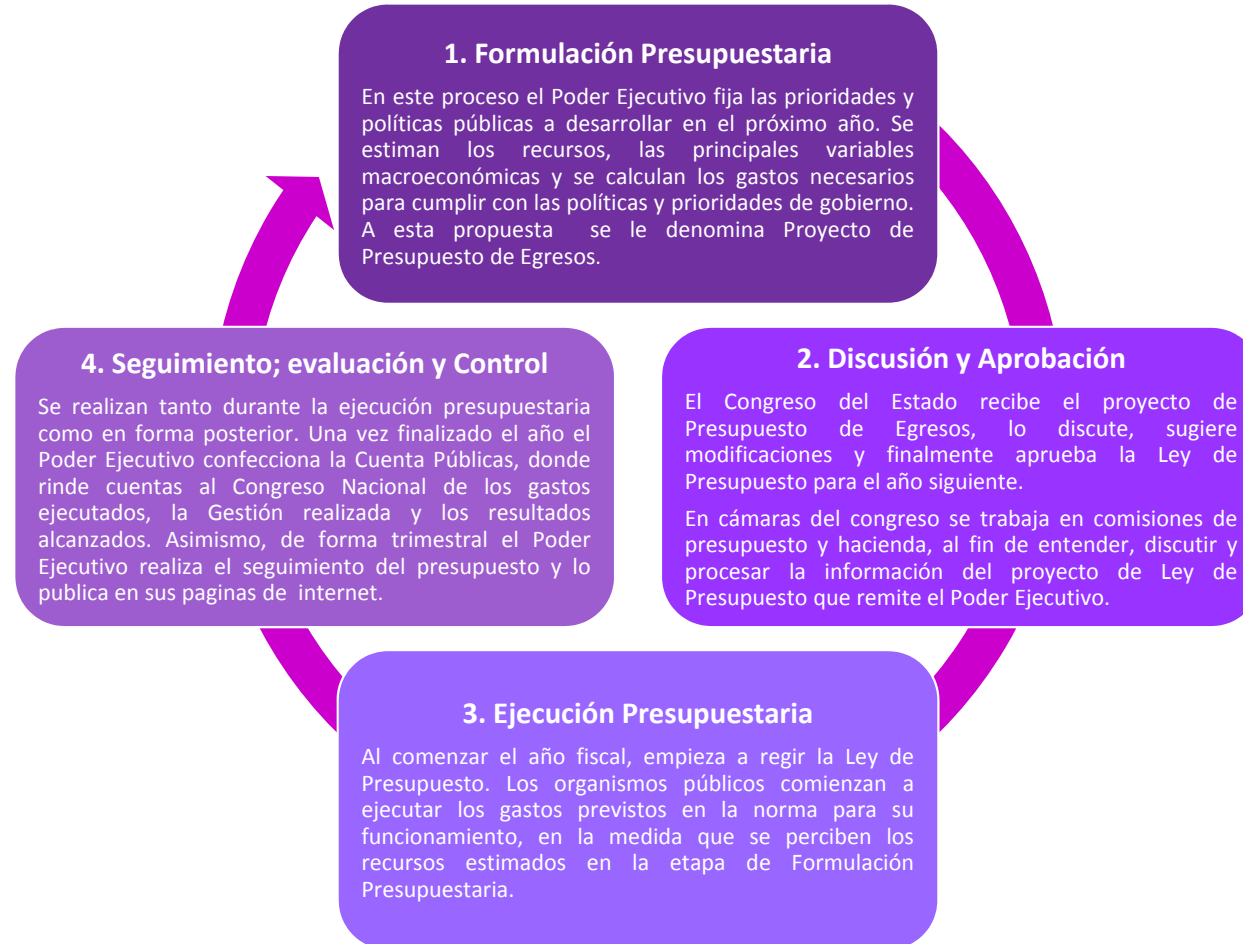 1. Formulación Presupuestaria
En este proceso el Poder Ejecutivo fija las prioridades y
políticas públicas a desarrollar en el próximo año. Se
estiman los recursos, las principales variables
macroeconómicas y se calculan los gastos necesarios
para cumplir con las políticas y prioridades de gobierno.
A esta propuesta se le denomina Proyecto de
Presupuesto de Egresos.
2. Discusión y Aprobación
El Congreso del Estado recibe el proyecto de
Presupuesto de Egresos, lo discute, sugiere
modificaciones y finalmente aprueba la Ley de
Presupuesto para el año siguiente.
En cámaras del congreso se trabaja en comisiones de
presupuesto y hacienda, al fin de entender, discutir y
procesar la información del proyecto de Ley de
Presupuesto que remite el Poder Ejecutivo.
3. Ejecución Presupuestaria
Al comenzar el año fiscal, empieza a regir la Ley de
Presupuesto. Los organismos públicos comienzan a
ejecutar los gastos previstos en la norma para su
funcionamiento, en la medida que se perciben los
recursos estimados en la etapa de Formulación
Presupuestaria.
4. Seguimiento; evaluación y Control
Se realizan tanto durante la ejecución presupuestaria
como en forma posterior. Una vez finalizado el año el
Poder Ejecutivo confecciona la Cuenta Públicas, donde
rinde cuentas al Congreso Nacional de los gastos
ejecutados, la Gestión realizada y los resultados
alcanzados. Asimismo, de forma trimestral el Poder
Ejecutivo realiza el seguimiento del presupuesto y lo
publica en sus paginas de internet.